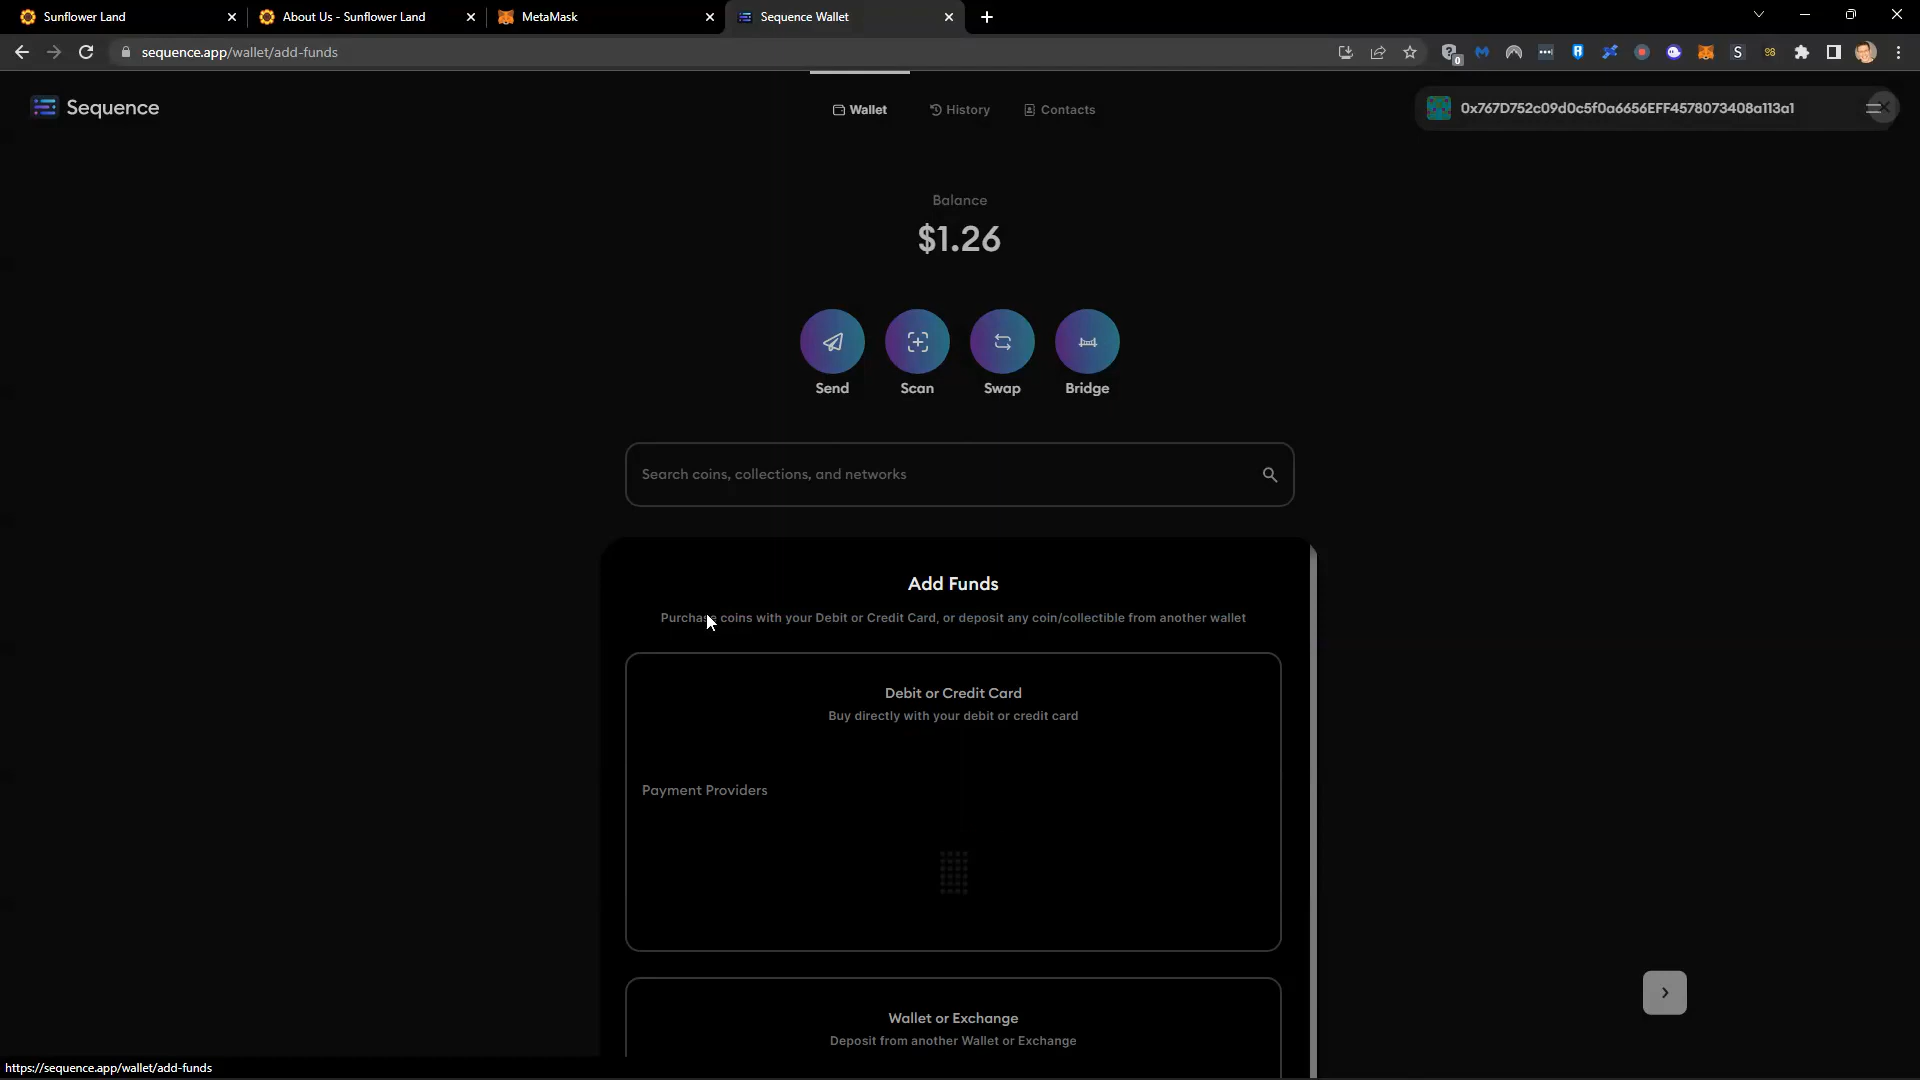 Sunflower Land
About Us - Sunflower Land
MetaMask
Sequence Wallet
sequence.app/wallet/add-funds
0
S
98
Sequence
Wallet
History
Contacts
0x767D752c09d0c5f0a6656EFF4578073408a113a1
Balance
$1.26
Send
Scan
Swap
Bridge
Search coins, collections, and networks
Add Funds
Purchase coins with your Debit or Credit Card, or deposit any coin/collectible from another wallet
Debit or Credit Card
Buy directly with your debit or credit card
Payment Providers
Wallet or Exchange
Deposit from another Wallet or Exchange
https://sequence.app/wallet/add-funds